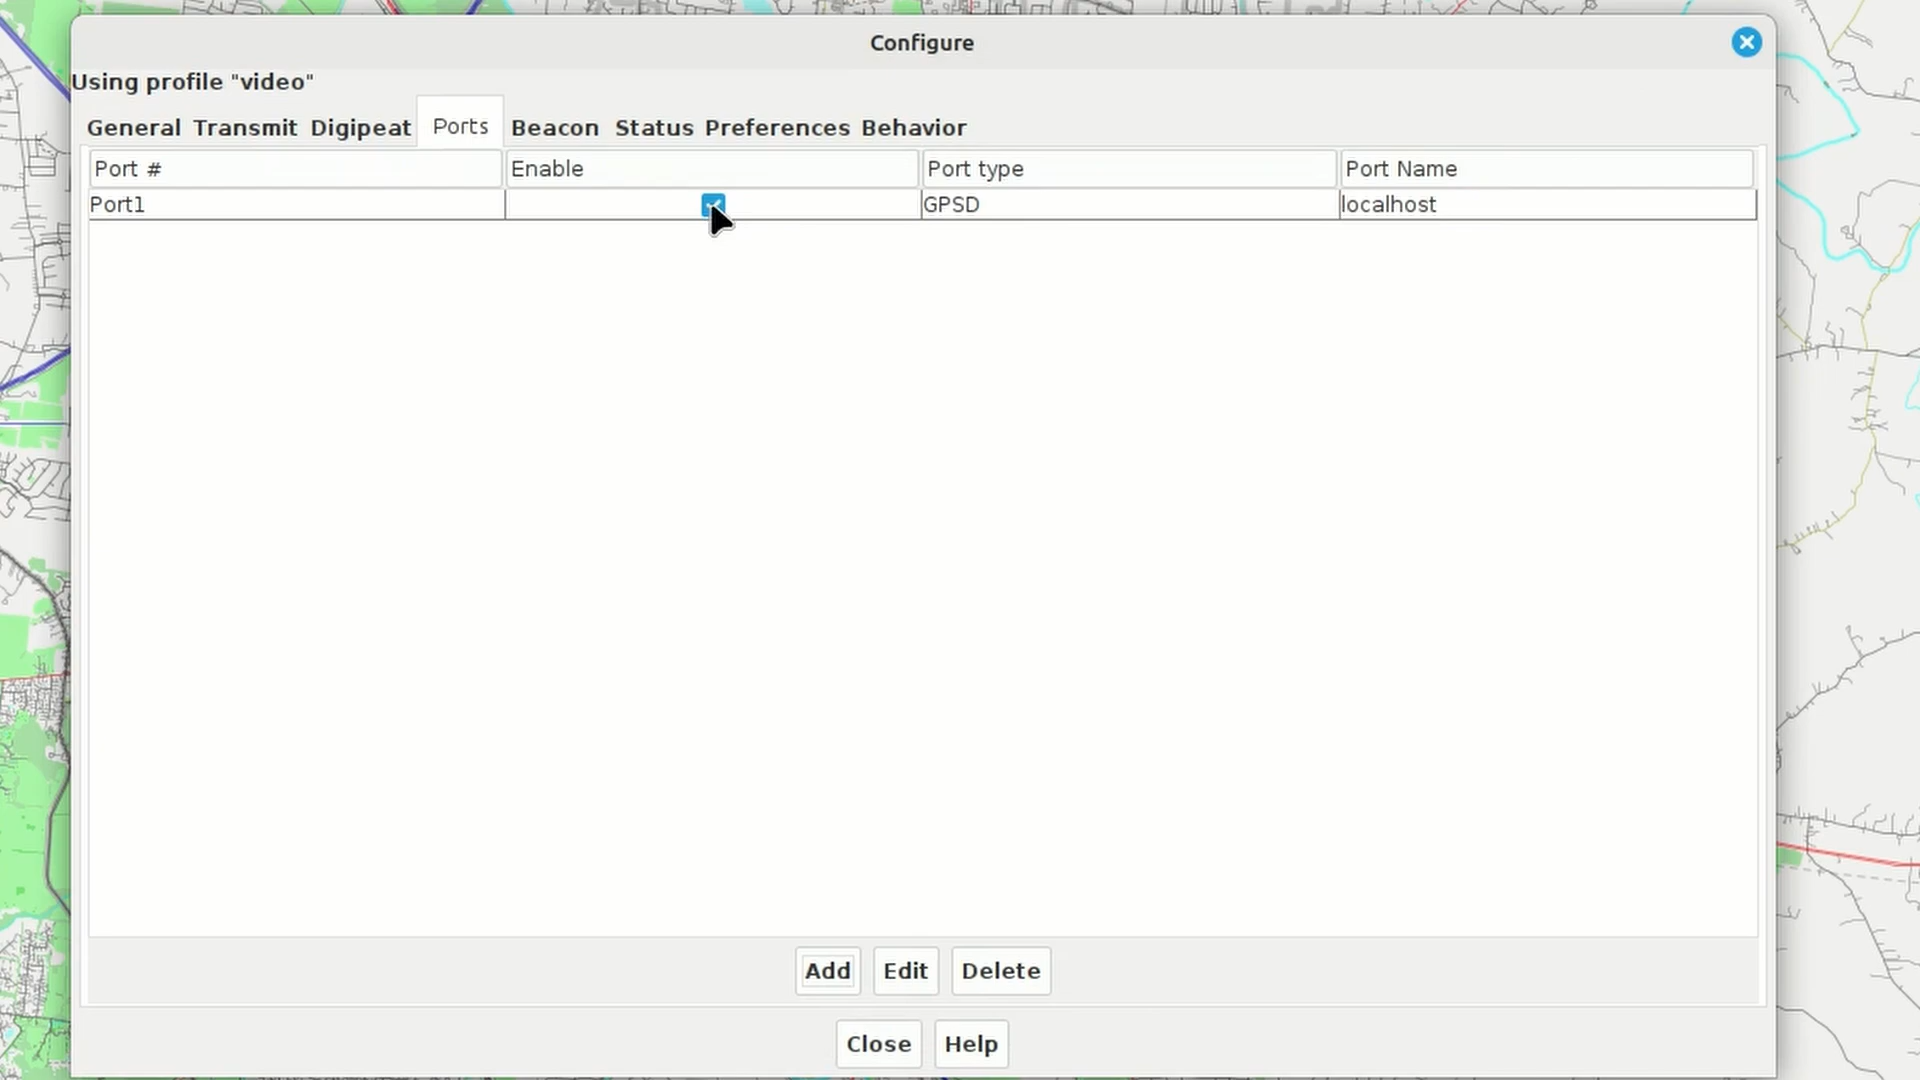 Configure
Using profile "video"
General Transmit Digipeat Ports Beacon Status Preferences Behavior
Port # Enable Port type Port Name
Port1 GPSD localhost
Add Edit Delete
Close Help